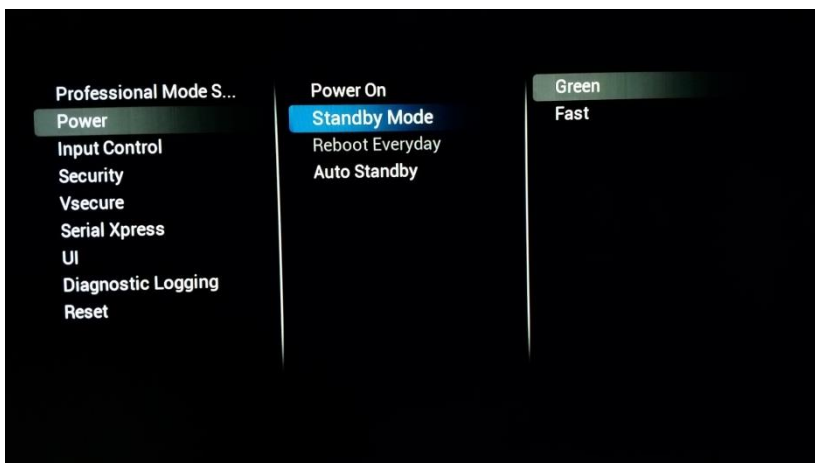 Professional Mode S...
Power
Input Control
Security
Vsecure
Serial Xpress
UI
Diagnostic Logging
Reset
Power On
Standby Mode
Reboot Everyday
Auto Standby
Green
Fast